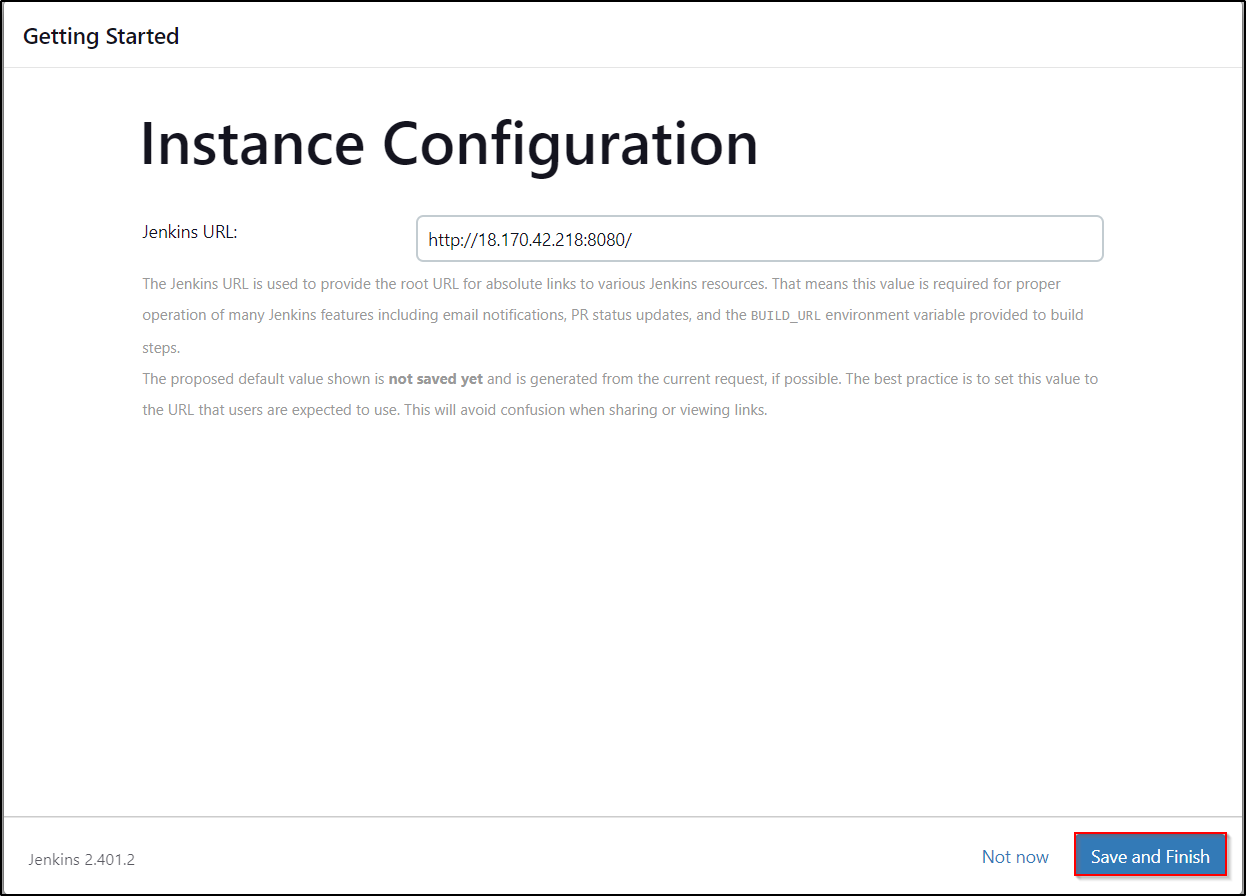 Getting Started
Instance Configuration
Jenkins URL:
http://18.170.42.218:8080/
The Jenkins URL is used to provide the root URL for absolute links to various Jenkins resources. That means this value is required for proper
operation of many Jenkins features including email notifications, PR status updates, and the BUILD_URL environment variable provided to build
steps.
The proposed default value shown is not saved yet and is generated from the current request, if possible. The best practice is to set this value to
the URL that users are expected to use. This will avoid confusion when sharing or viewing links.
Jenkins 2.401.2
Not now
Save and Finish